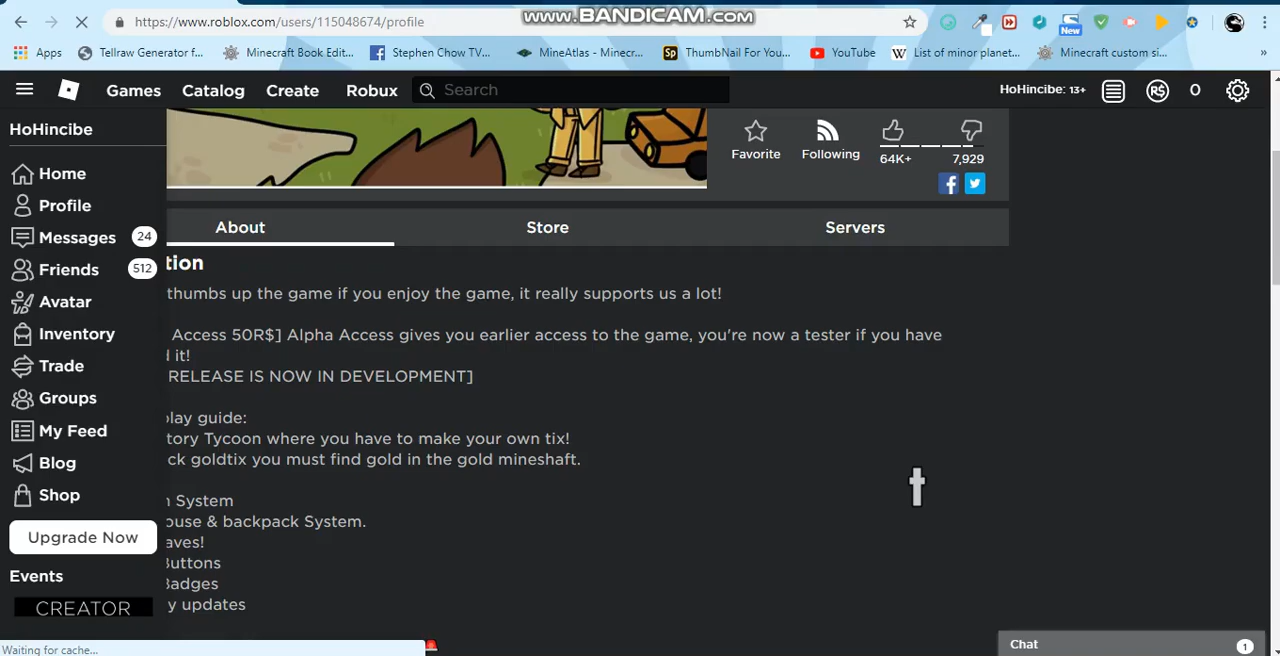 www.BANDICAM.com
https://www.roblox.com/users/115048674/profile
New
Apps Tellraw Generator f... Minecraft Book Edit... Stephen Chow TV... MineAtlas - Minecr... ThumbNail For You... YouTube List of minor planet... Minecraft custom si... »
Games Catalog Create Robux Search HoHincibe: 13+ 0
HoHincibe
Home
Profile
Messages 24
Friends 512
Avatar
Inventory
Trade
Groups
My Feed
Blog
Shop
Upgrade Now
Events
CREATOR
Favorite Following 64K+ 7,929
About Store Servers
tion
thumbs up the game if you enjoy the game, it really supports us a lot!
Access 50R$] Alpha Access gives you earlier access to the game, you're now a tester if you have
d it!
RELEASE IS NOW IN DEVELOPMENT]
lay guide:
tory Tycoon where you have to make your own tix!
ck goldtix you must find gold in the gold mineshaft.
System
ouse & backpack System.
aves!
Buttons
Badges
y updates
Waiting for cache...
Chat 1